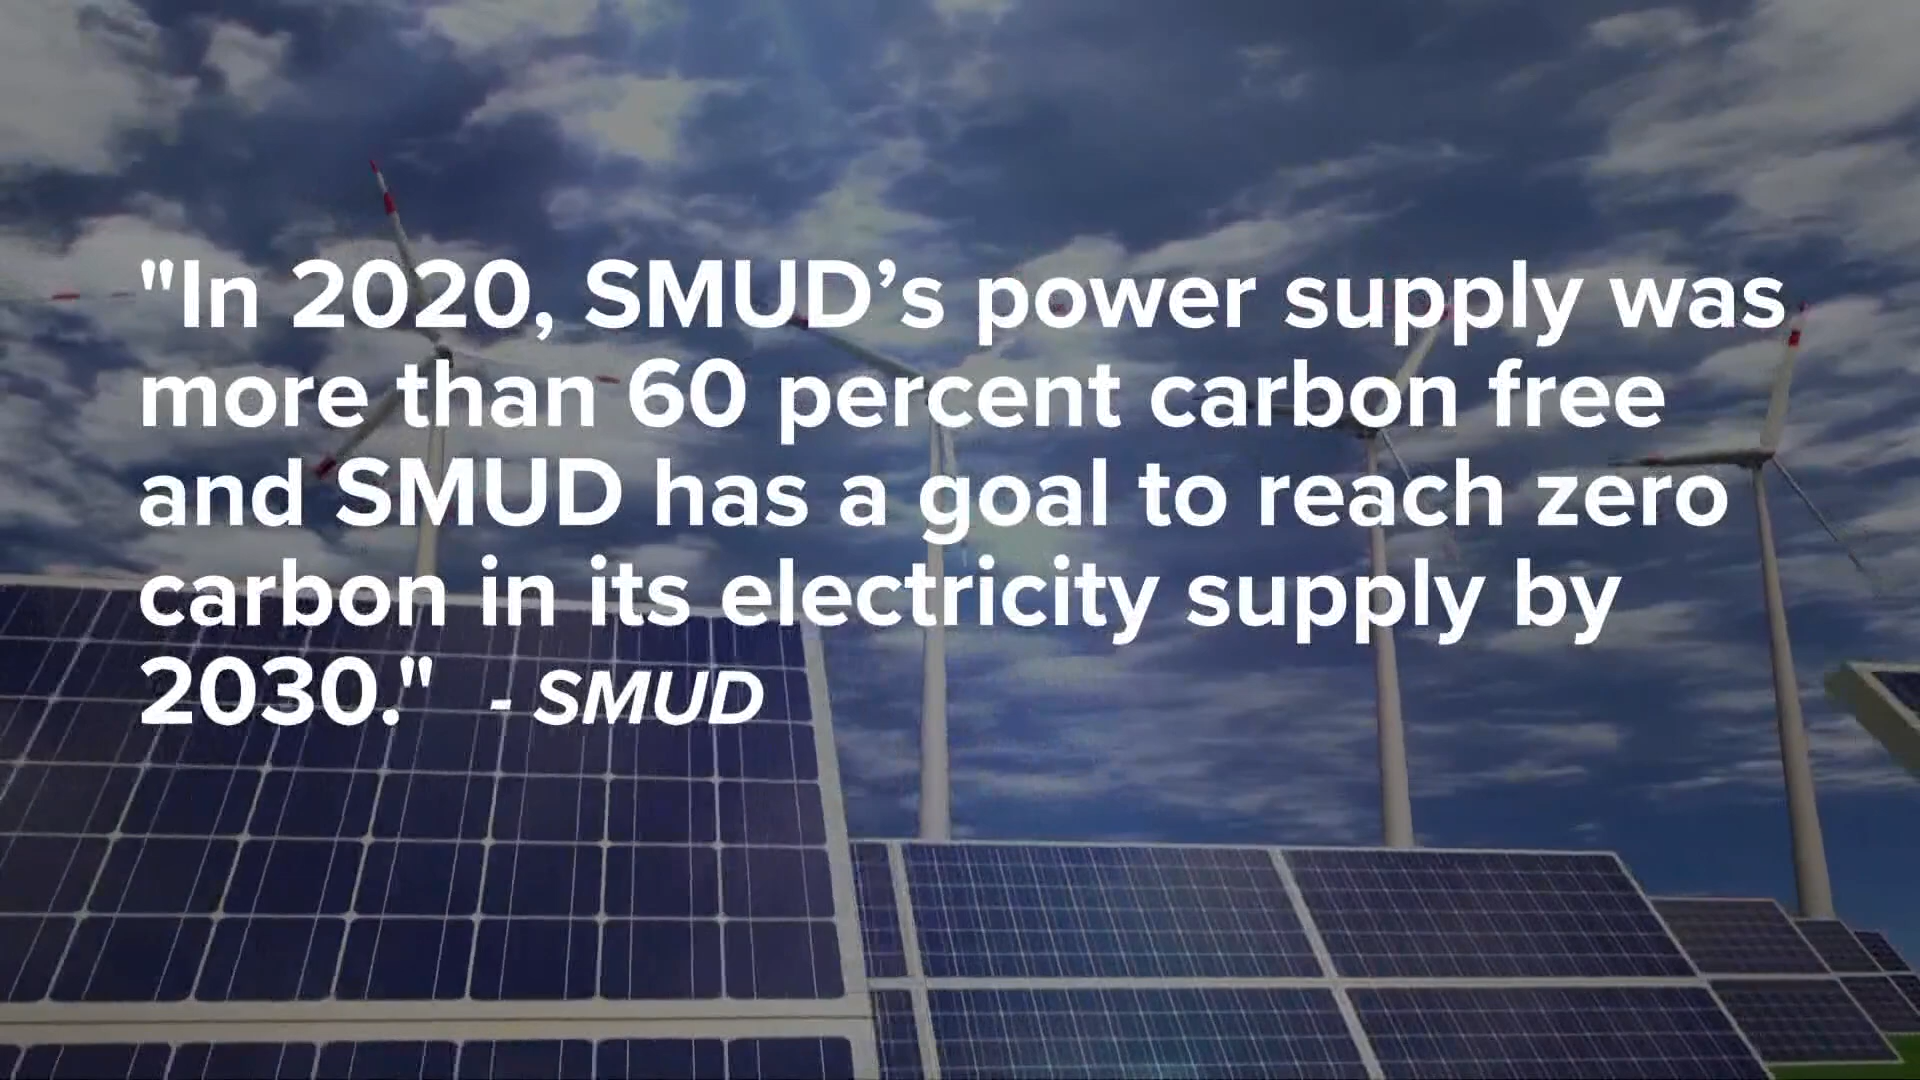 "In 2020, SMUD’s power supply was
more than 60 percent carbon free
and SMUD has a goal to reach zero
carbon in its electricity supply by
2030." - SMUD